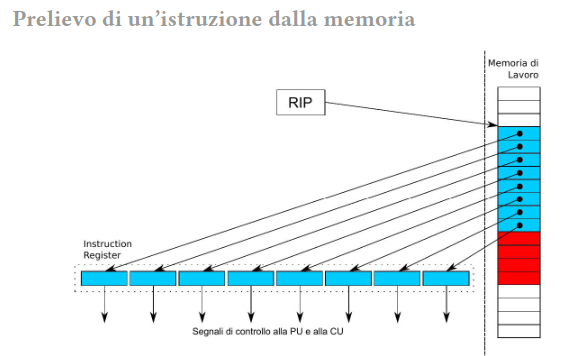 Prelievo di un’istruzione dalla memoria
Memoria di
Lavoro
RIP
Instruction
Register
Segnali di controllo alla PU e alla CU